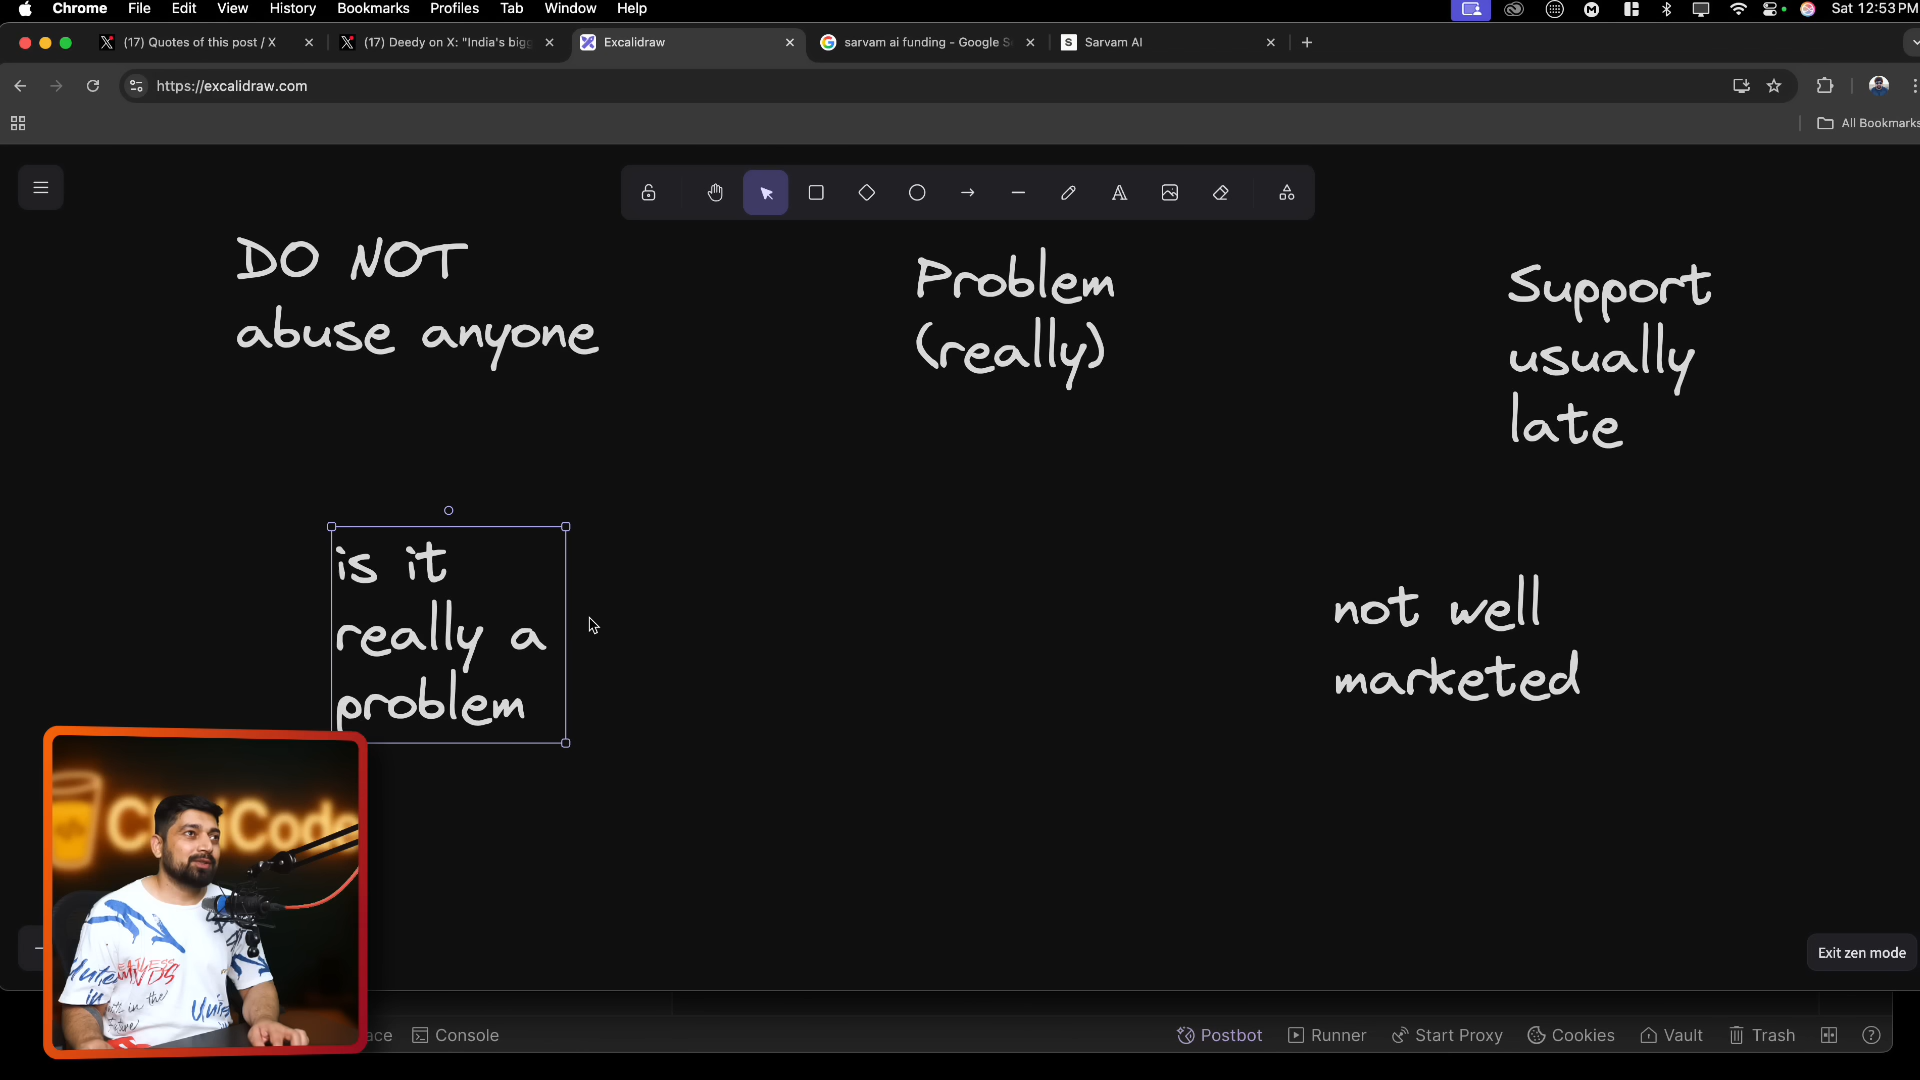 Chrome File Edit View History Bookmarks Profiles Tab Window Help
Sat 12:53 PM
(17) Quotes of this post / X
(17) Deedy on X: "India's bigg
Excalidraw
sarvam ai funding - Google S
Sarvam AI
https://excalidraw.com
All Bookmarks
DO NOT
abuse anyone
Problem
(really)
Support
usually
late
is it
really a
problem
not well
marketed
Exit zen mode
Console
Postbot
Runner
Start Proxy
Cookies
Vault
Trash